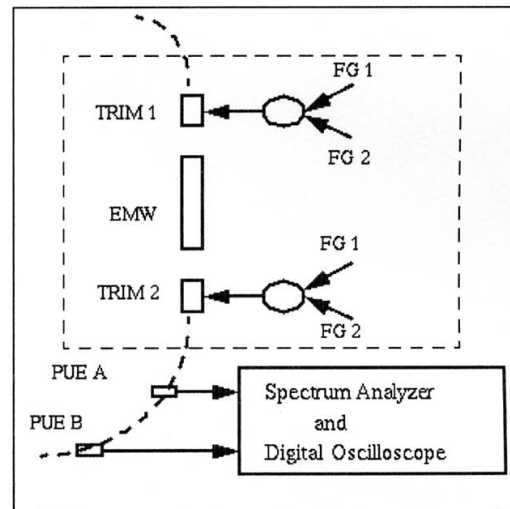 FG 1
TRIM 1
FG 2
EMW
FG 1
TRIM 2
FG 2
PUE A
Spectrum Analyzer
PUE B
and
Digital Oscilloscope